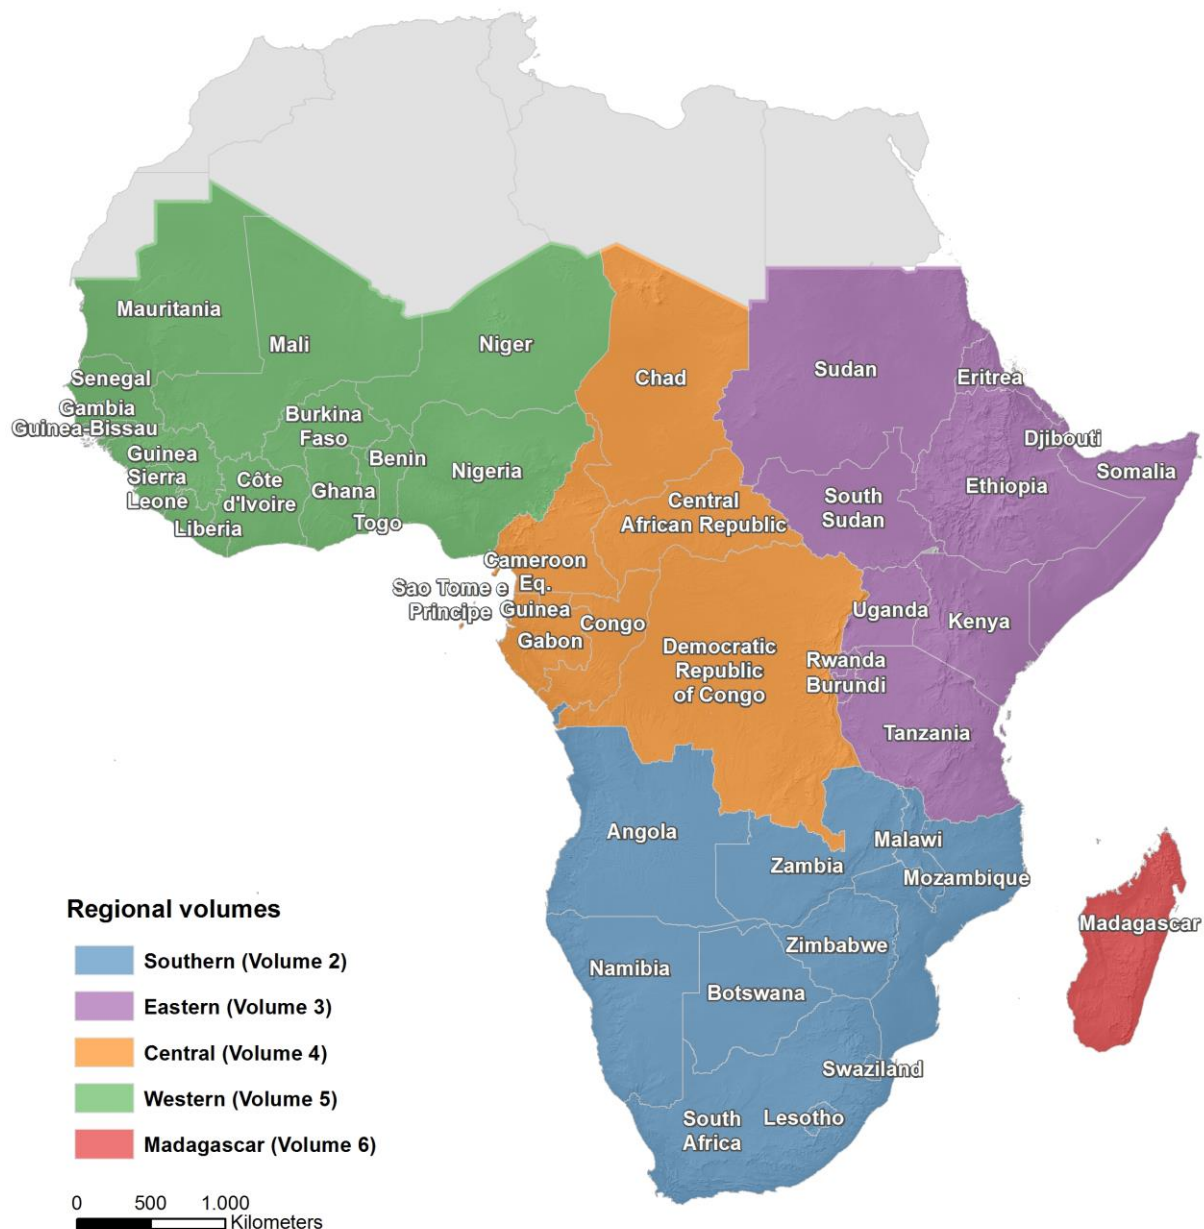 Mauritania
Mali
Niger
Chad
Sudan
Eritrea
Senegal
Gambia
Guinea-Bissau
Burkina
Faso
Benin
Nigeria
Djibouti
Somalia
Ethiopia
Guinea
Sierra
Leone
Côte
d'Ivoire
Ghana
Togo
Liberia
Central
African Republic
South
Sudan
Cameroon
Eq.
Guinea
Sao Tome e
Principe
Gabon
Congo
Democratic
Republic
of Congo
Uganda
Kenya
Rwanda
Burundi
Tanzania
Angola
Zambia
Malawi
Mozambique
Madagascar
Zimbabwe
Namibia
Botswana
Swaziland
South
Africa
Lesotho
Regional volumes
Southern (Volume 2)
Eastern (Volume 3)
Central (Volume 4)
Western (Volume 5)
Madagascar (Volume 6)
0 500 1.000
Kilometers